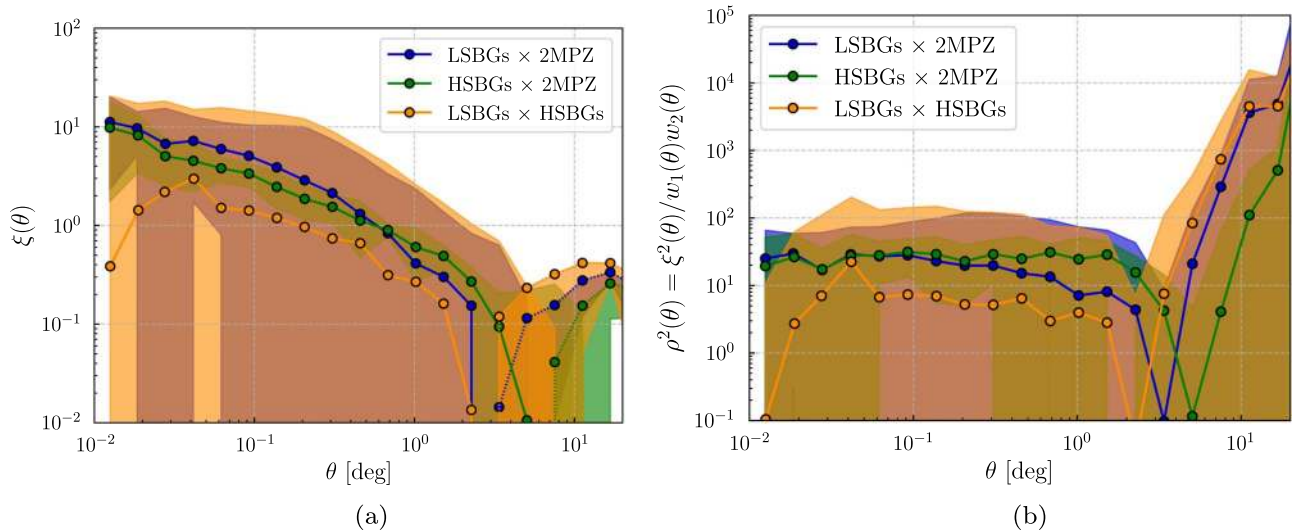 10^2
10^1
10^0
10^{-1}
10^{-2}
ξ(θ)
LSBGs × 2MPZ
HSBGs × 2MPZ
LSBGs × HSBGs
10^{-2}
10^{-1}
10^0
10^1
θ [deg]
(a)
10^5
10^4
10^3
10^2
10^1
10^0
10^{-1}
ρ^2(θ) = ξ^2(θ)/w_1(θ)w_2(θ)
LSBGs × 2MPZ
HSBGs × 2MPZ
LSBGs × HSBGs
10^{-2}
10^{-1}
10^0
10^1
θ [deg]
(b)